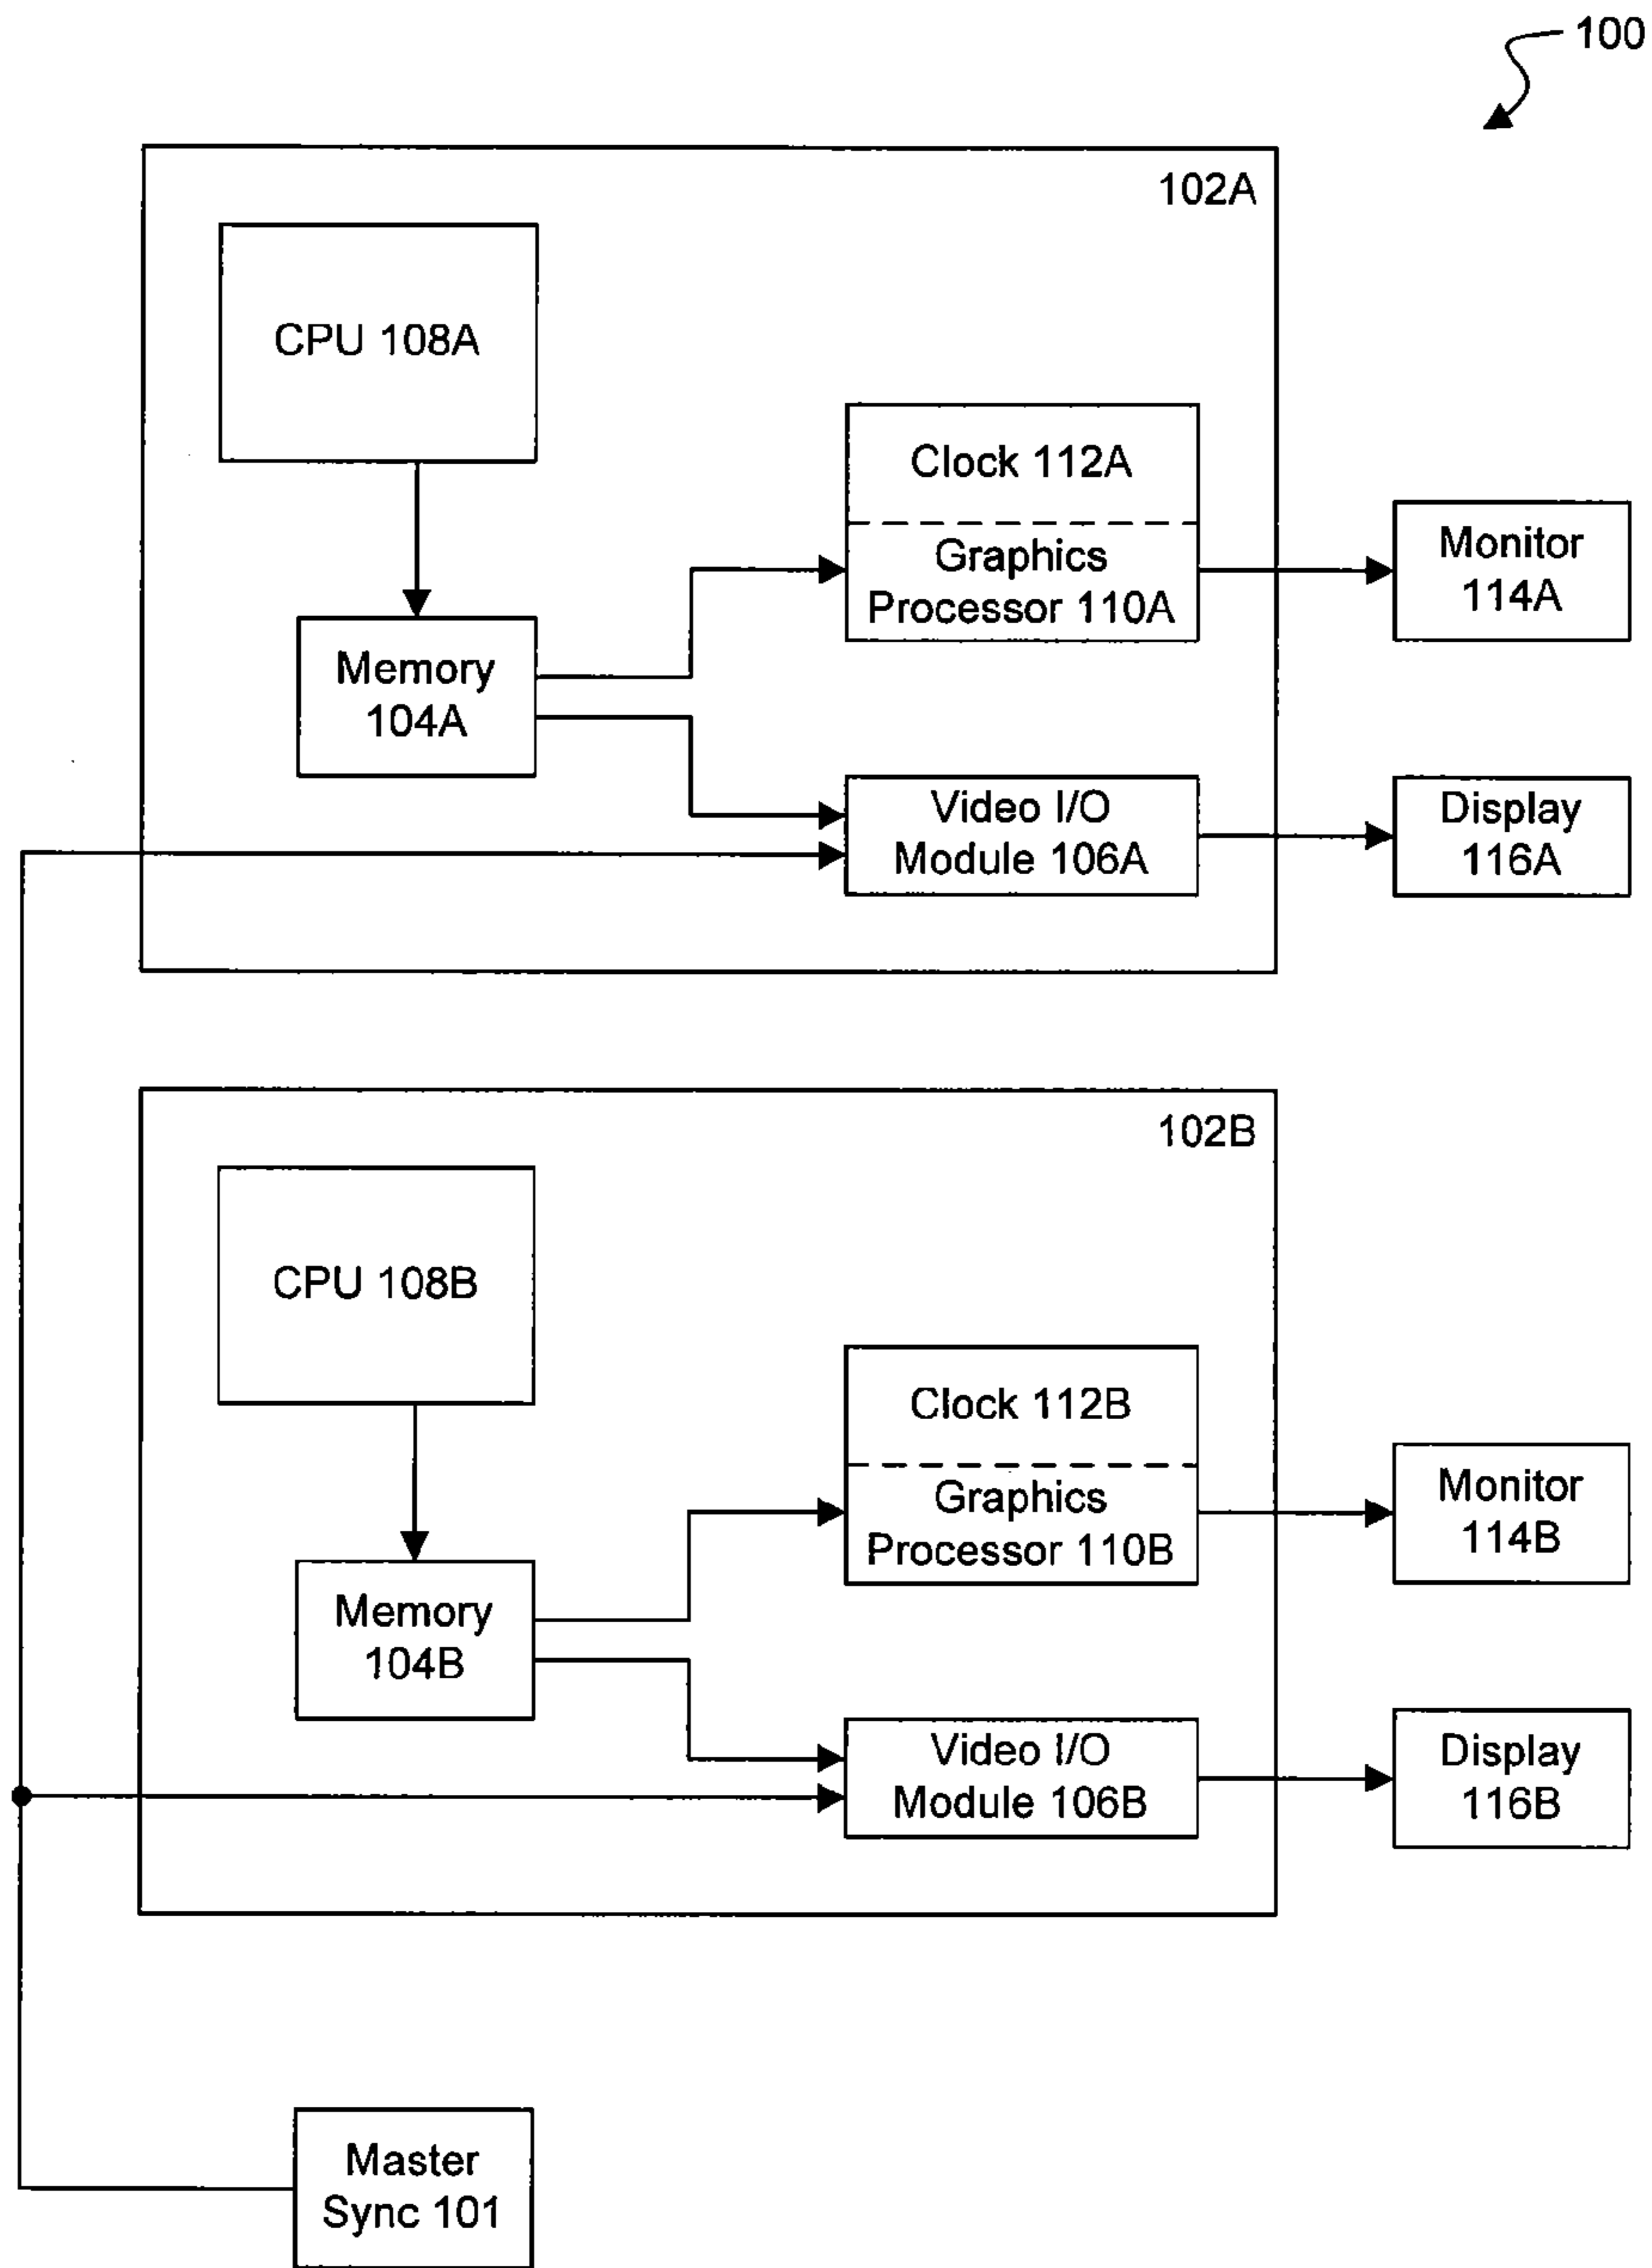 100
102A
CPU 108A
Clock 112A
Graphics
Processor 110A
Monitor
114A
Memory
104A
Video I/O
Module 106A
Display
116A
102B
CPU 108B
Clock 112B
Graphics
Processor 110B
Monitor
114B
Memory
104B
Video I/O
Module 106B
Display
116B
Master
Sync 101